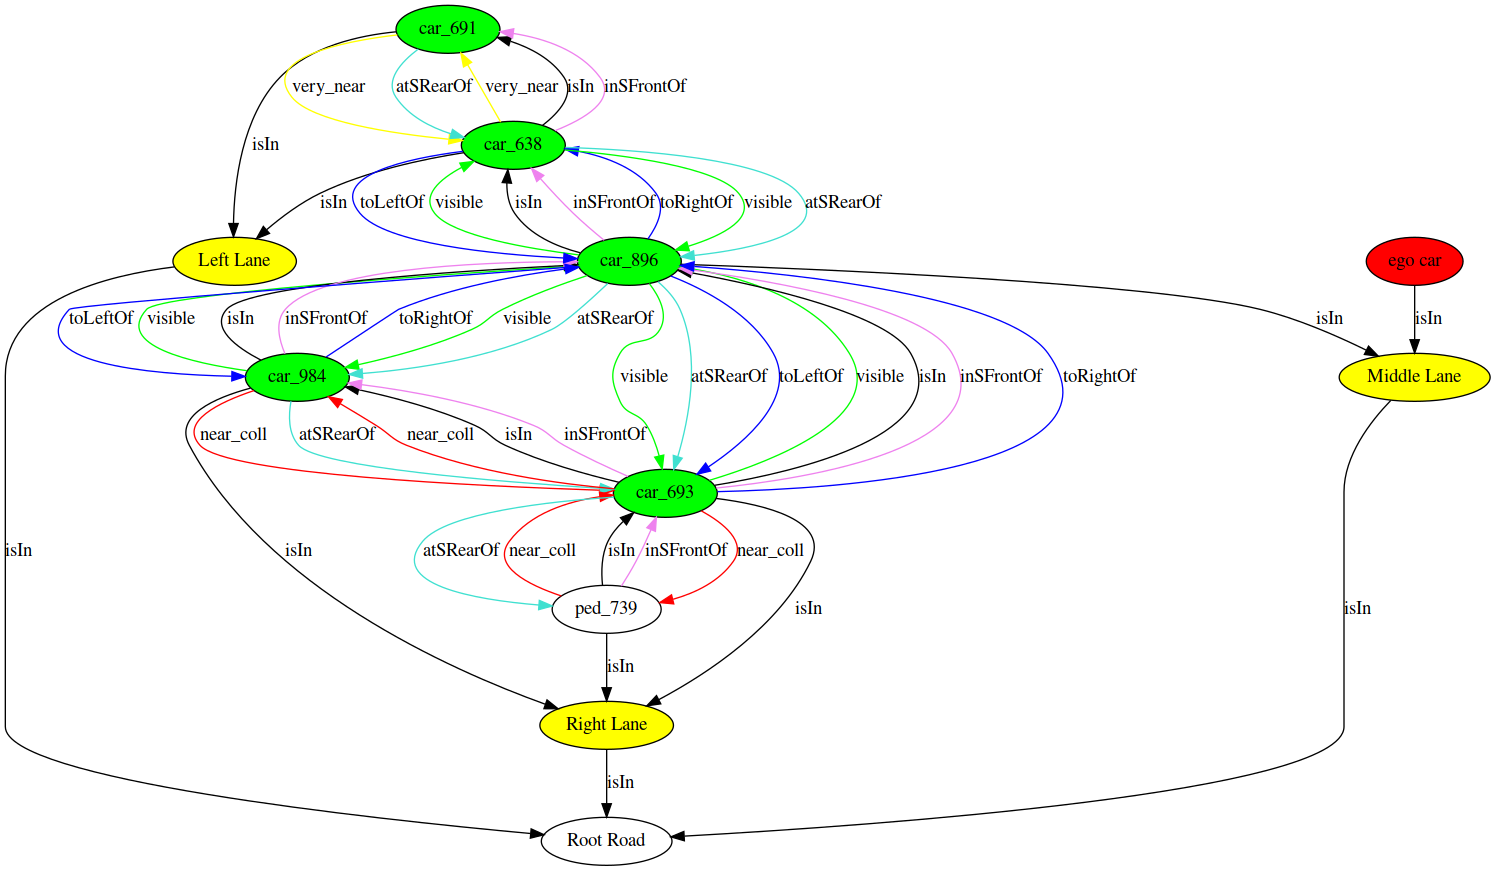 car_691
very_near
atSRearOf
very_near
isIn
inSFrontOf
isIn
car_638
isIn
toLeftOf
visible
isIn
inSFrontOf
toRightOf
visible
atSRearOf
Left Lane
car_896
ego car
toLeftOf
visible
isIn
inSFrontOf
toRightOf
visible
atSRearOf
isIn
isIn
car_984
visible
atSRearOf
toLeftOf
visible
isIn
inSFrontOf
toRightOf
Middle Lane
near_coll
atSRearOf
near_coll
isIn
inSFrontOf
car_693
isIn
isIn
atSRearOf
near_coll
isIn
inSFrontOf
near_coll
ped_739
isIn
isIn
isIn
Right Lane
isIn
Root Road